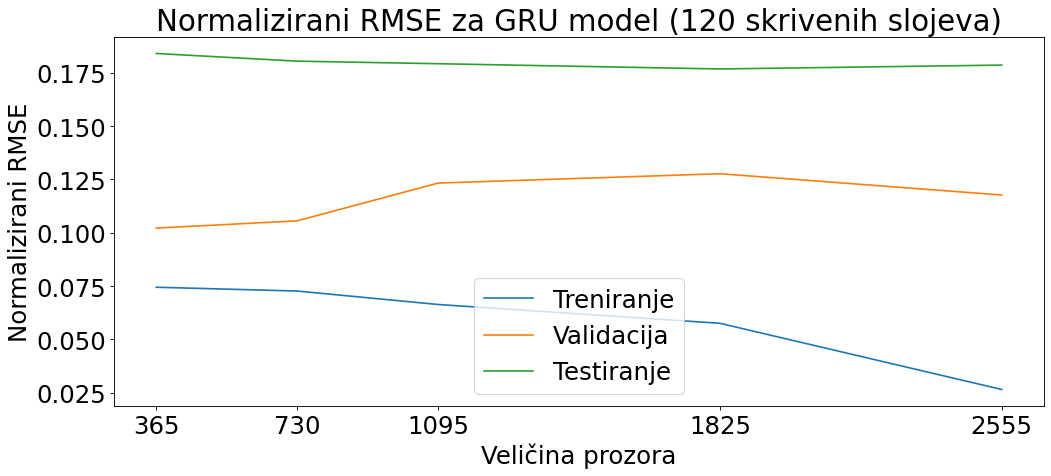 Normalizirani RMSE za GRU model (120 skrivenih slojeva)
Normalizirani RMSE
0.175
0.150
0.125
0.100
0.075
0.050
0.025
Treniranje
Validacija
Testiranje
365 730 1095 1825 2555
Veličina prozora